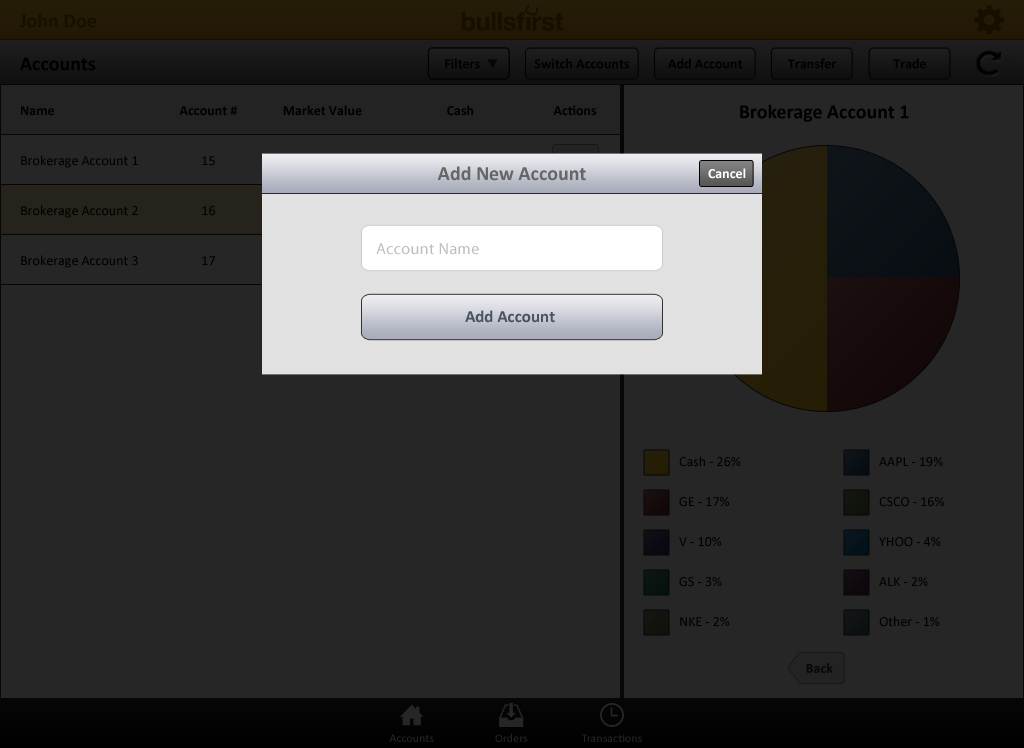 John Doe
bullsfirst
Accounts
Filters ▼
Switch Accounts
Add Account
Transfer
Trade
Name
Account #
Market Value
Cash
Actions
Brokerage Account 1
15
Brokerage Account 2
16
Brokerage Account 3
17
Add New Account
Cancel
Account Name
Add Account
Brokerage Account 1
Cash - 26%
AAPL - 19%
GE - 17%
CSCO - 16%
V - 10%
YHOO - 4%
GS - 3%
ALK - 2%
NKE - 2%
Other - 1%
Back
Accounts
Orders
Transactions